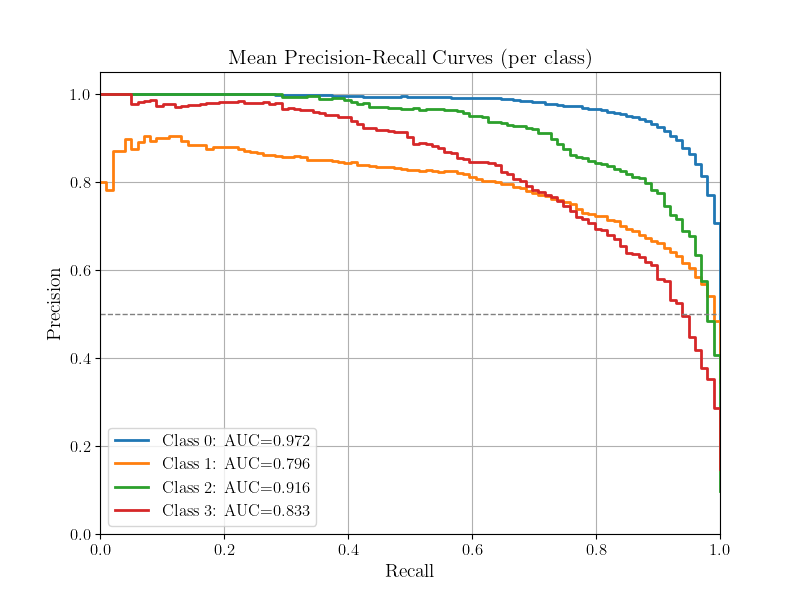 Mean Precision-Recall Curves (per class)
1.0
0.8
0.6
0.4
0.2
0.0
Precision
Class 0: AUC=0.972
Class 1: AUC=0.796
Class 2: AUC=0.916
Class 3: AUC=0.833
0.0 0.2 0.4 0.6 0.8 1.0
Recall